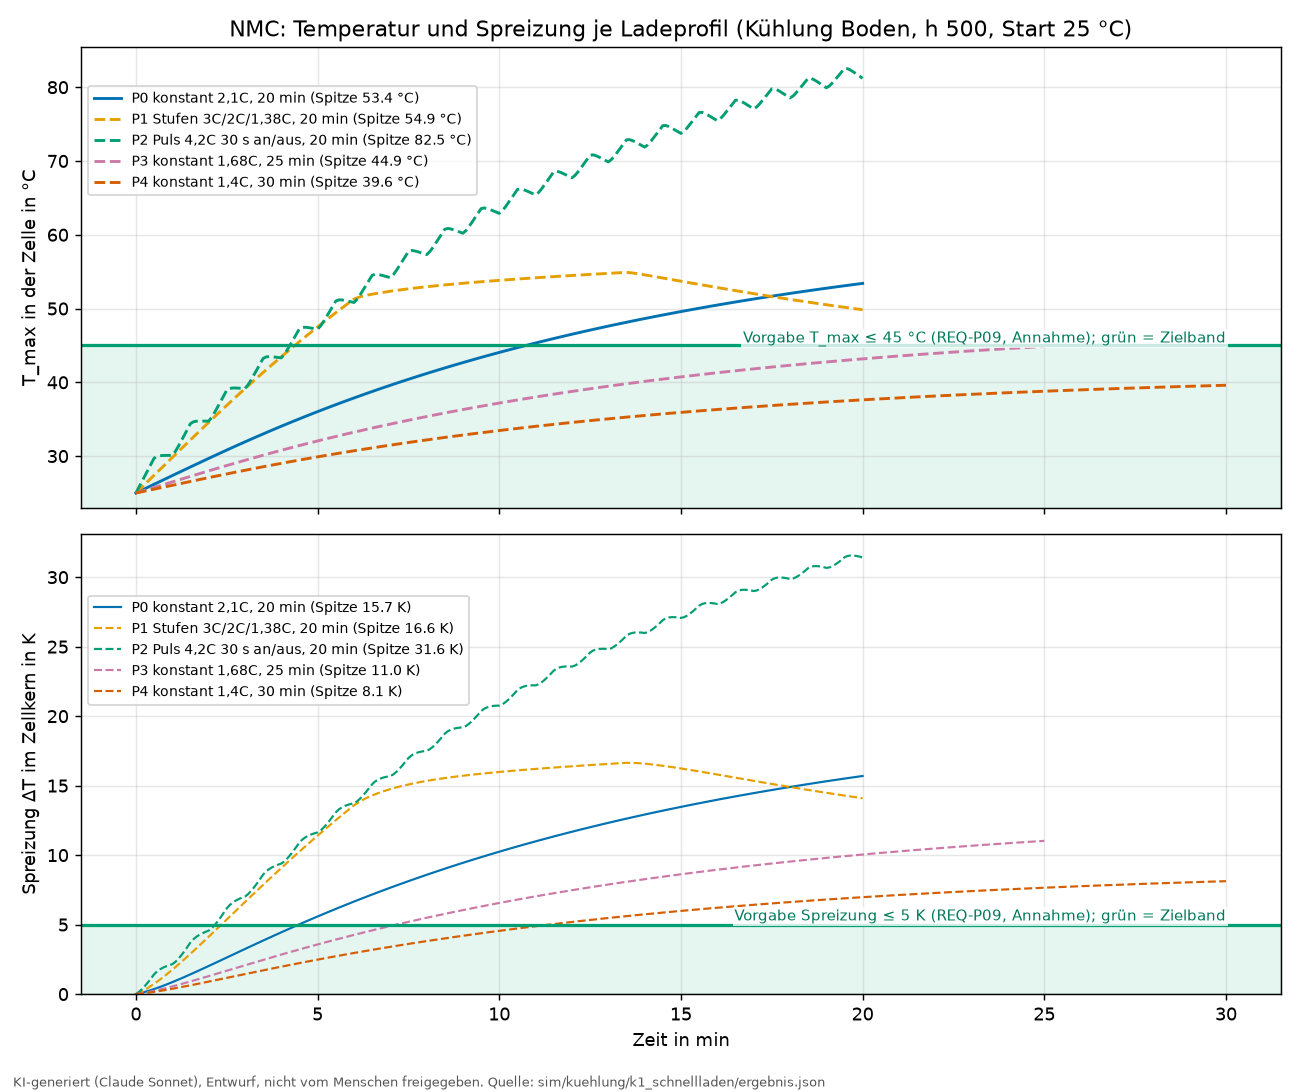 NMC: Temperatur und Spreizung je Ladeprofil (Kühlung Boden, h 500, Start 25 °C)
T_max in der Zelle in °C
80
70
60
50
40
30
P0 konstant 2,1C, 20 min (Spitze 53.4 °C)
P1 Stufen 3C/2C/1,38C, 20 min (Spitze 54.9 °C)
P2 Puls 4,2C 30 s an/aus, 20 min (Spitze 82.5 °C)
P3 konstant 1,68C, 25 min (Spitze 44.9 °C)
P4 konstant 1,4C, 30 min (Spitze 39.6 °C)
Vorgabe T_max ≤ 45 °C (REQ-P09, Annahme); grün = Zielband
Spreizung ΔT im Zellkern in K
30
25
20
15
10
5
0
P0 konstant 2,1C, 20 min (Spitze 15.7 K)
P1 Stufen 3C/2C/1,38C, 20 min (Spitze 16.6 K)
P2 Puls 4,2C 30 s an/aus, 20 min (Spitze 31.6 K)
P3 konstant 1,68C, 25 min (Spitze 11.0 K)
P4 konstant 1,4C, 30 min (Spitze 8.1 K)
Vorgabe Spreizung ≤ 5 K (REQ-P09, Annahme); grün = Zielband
0 5 10 15 20 25 30
Zeit in min
KI-generiert (Claude Sonnet), Entwurf, nicht vom Menschen freigegeben. Quelle: sim/kuehlung/k1_schnellladen/ergebnis.json